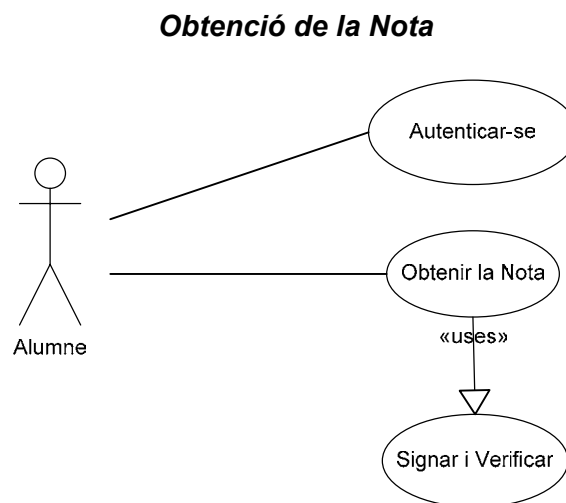 Obtenció de la Nota
Autenticar-se
Obtenir la Nota
«uses»
Alumne
Signar i Verificar